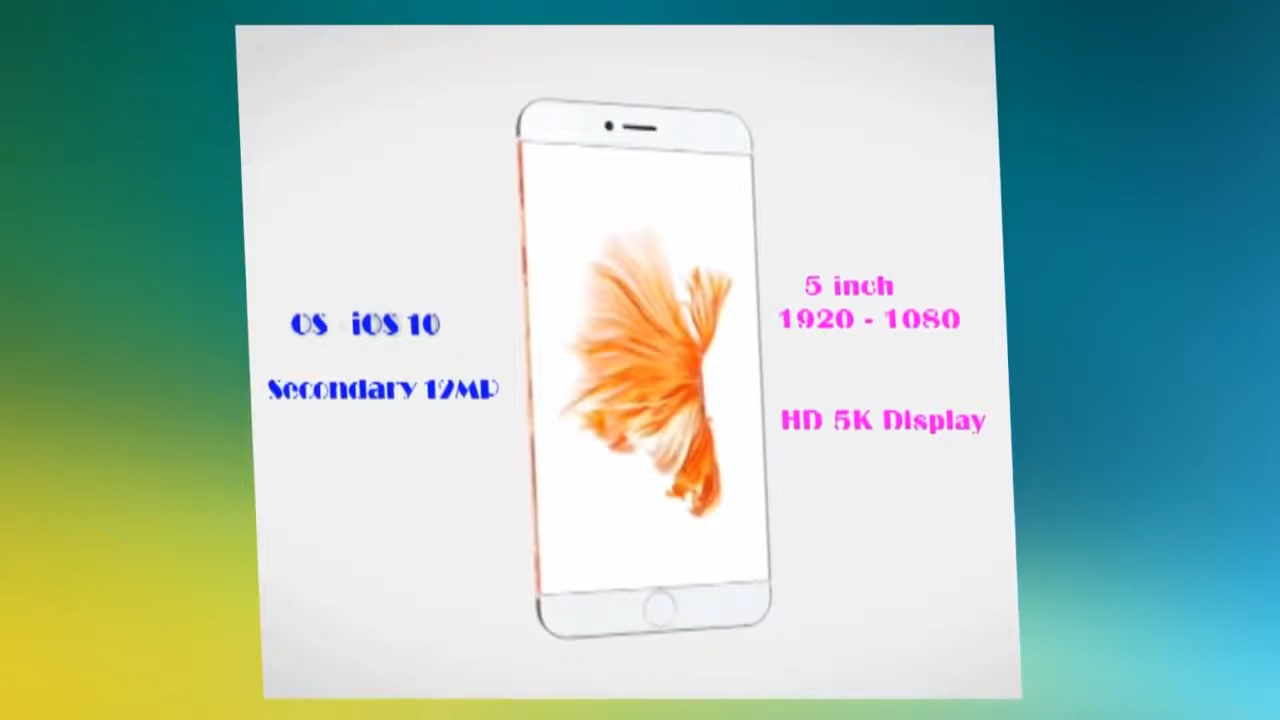 OS - iOS 10
Secondary 12MP
5 inch
1920 - 1080
HD 5K Display